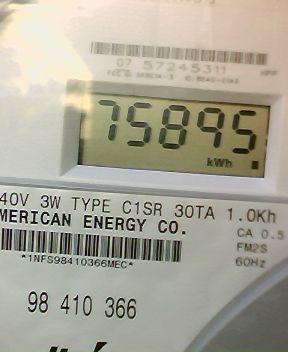 07 57245311
75895
kWh
40V 3W TYPE C1SR 30TA 1.0Kh
MERICAN ENERGY CO.
CA 0.5
FM2S
60Hz
*1NFS98410366MEC*
98 410 366